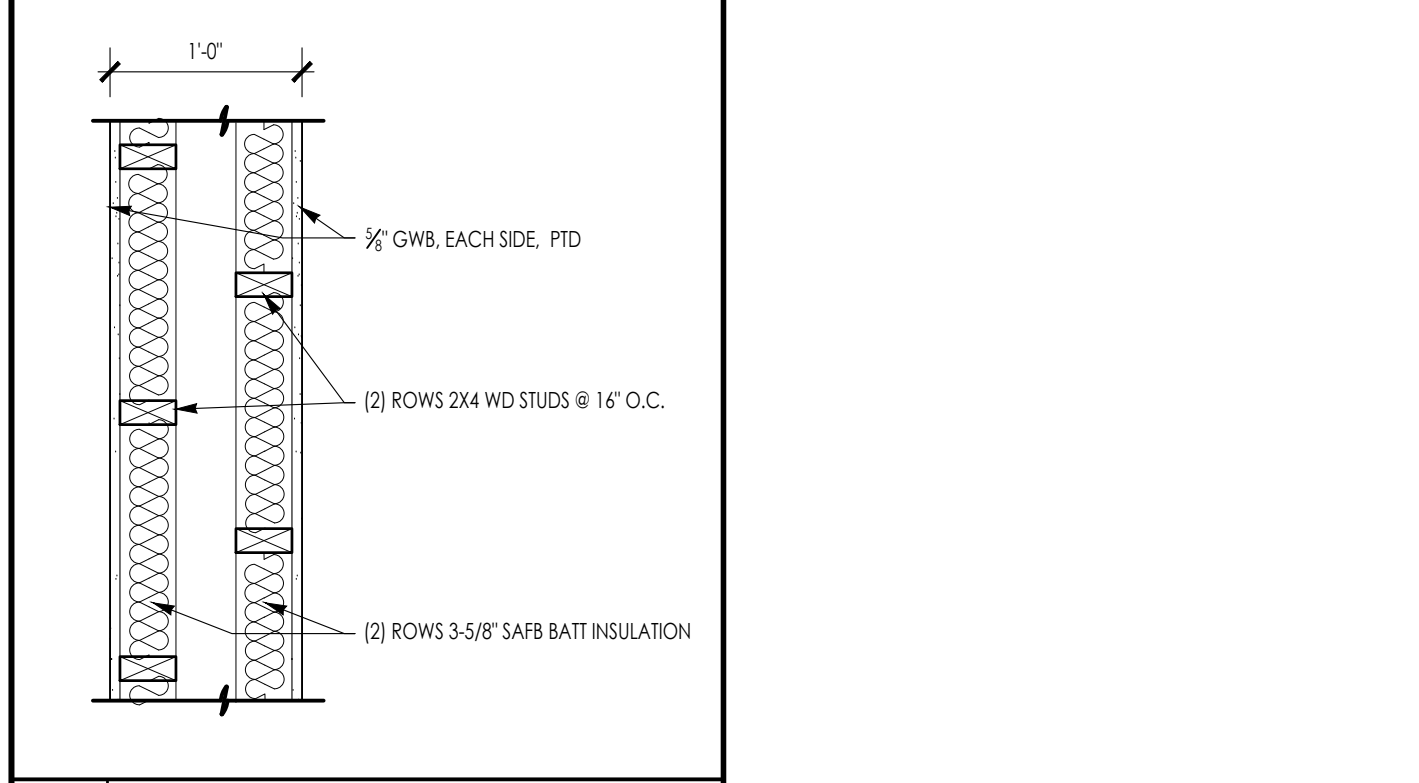 1'-0"
5/8" GWB, EACH SIDE, PTD
(2) ROWS 2X4 WD STUDS @ 16" O.C.
(2) ROWS 3-5/8" SAFB BATT INSULATION